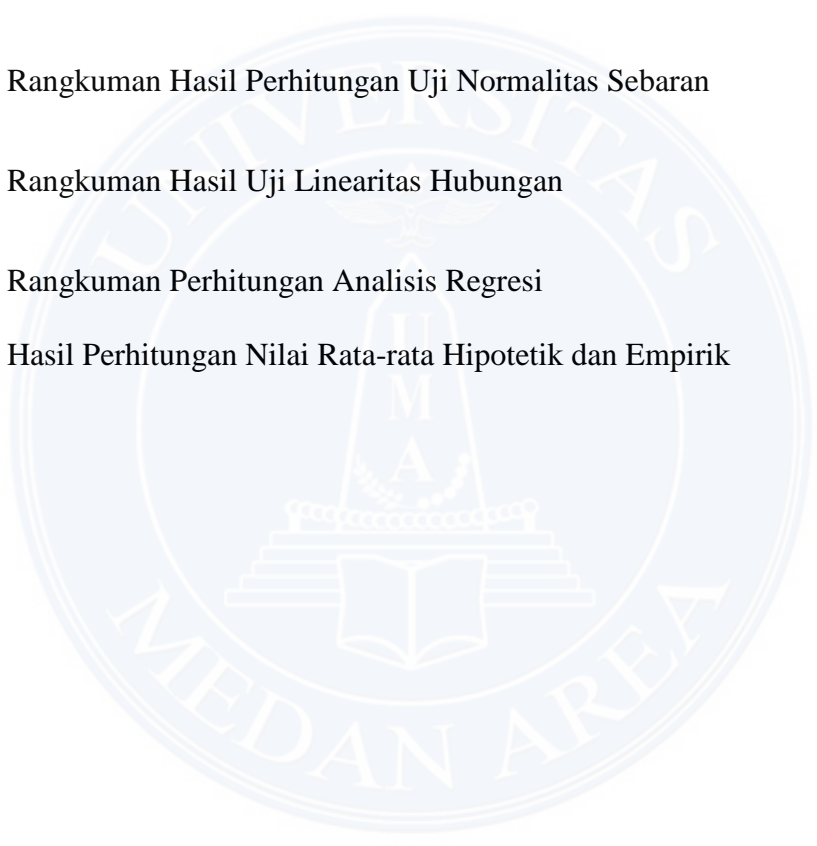 Rangkuman Hasil Perhitungan Uji Normalitas Sebaran
Rangkuman Hasil Uji Linearitas Hubungan
Rangkuman Perhitungan Analisis Regresi
Hasil Perhitungan Nilai Rata-rata Hipotetik dan Empirik
UNIVERSITAS
U
M
A
MEDAN AREA